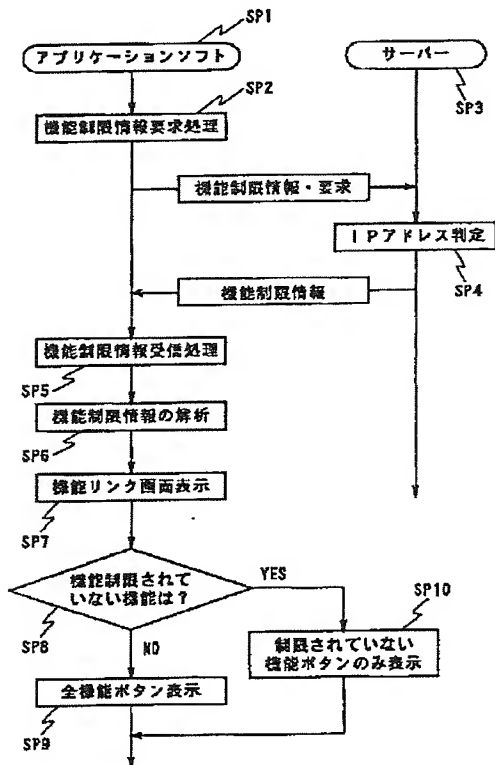 SP1
アプリケーションソフト
サーバー
SP2
SP3
機能制限情報要求処理
機能制限情報・要求
IPアドレス判定
SP4
機能制限情報
機能制限情報受信処理
SP5
機能制限情報の解析
SP6
機能リンク画面表示
SP7
機能制限されて
いない機能は？
YES
SP8
NO
SP10
制限されていない
機能ボタンのみ表示
全機能ボタン表示
SP9